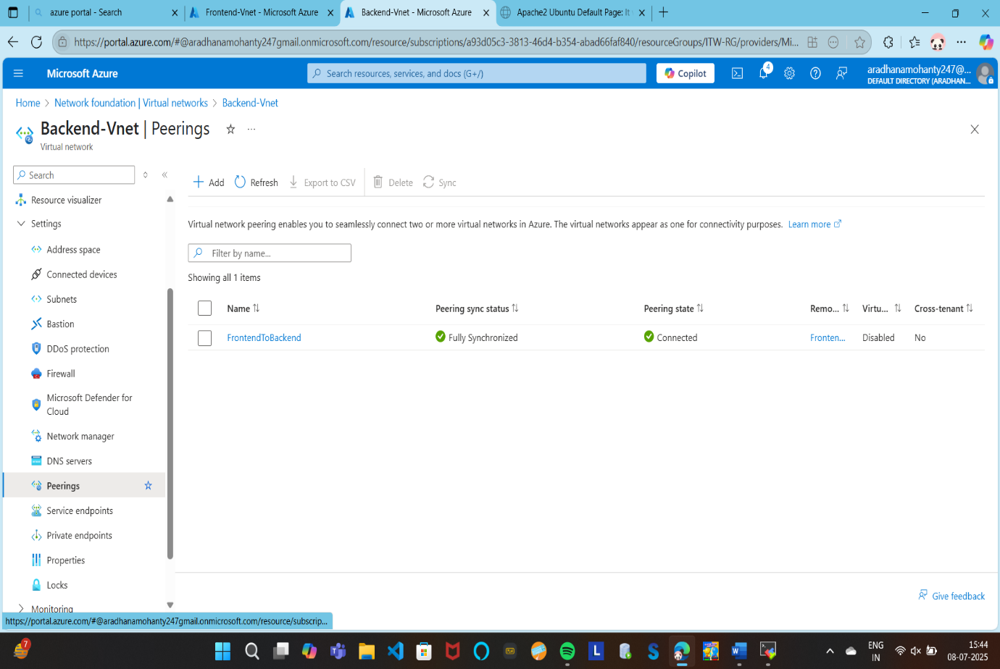 azure portal - Search
Frontend-Vnet - Microsoft Azure
Backend-Vnet - Microsoft Azure
Apache2 Ubuntu Default Page: It
https://portal.azure.com/#@aradhanamohanty247gmail.onmicrosoft.com/resource/subscriptions/a93d05c3-3813-46d4-b354-abad66faf840/resourceGroups/ITW-RG/providers/Mi...
Microsoft Azure
Search resources, services, and docs (G+/)
Copilot
4
aradhanamohanty247@...
DEFAULT DIRECTORY (ARADHAN...
Home > Network foundation | Virtual networks > Backend-Vnet
Backend-Vnet | Peerings
Virtual network
Search
Add
Refresh
Export to CSV
Delete
Sync
Resource visualizer
Settings
Address space
Connected devices
Subnets
Bastion
DDoS protection
Firewall
Microsoft Defender for
Cloud
Network manager
DNS servers
Peerings
Service endpoints
Private endpoints
Properties
Locks
Monitoring
Virtual network peering enables you to seamlessly connect two or more virtual networks in Azure. The virtual networks appear as one for connectivity purposes. Learn more
Filter by name...
Showing all 1 items
Name Peering sync status Peering state Remo... Virtu... Cross-tenant
FrontendToBackend Fully Synchronized Connected Fronten... Disabled No
Give feedback
https://portal.azure.com/#@aradhanamohanty247gmail.onmicrosoft.com/resource/subscrip...
7
ENG
IN
15:44
08-07-2025